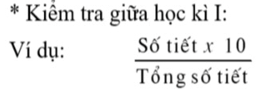 * Kiểm tra giữa học kì I:
Ví dụ: Số tiết x 10
Tổng số tiết